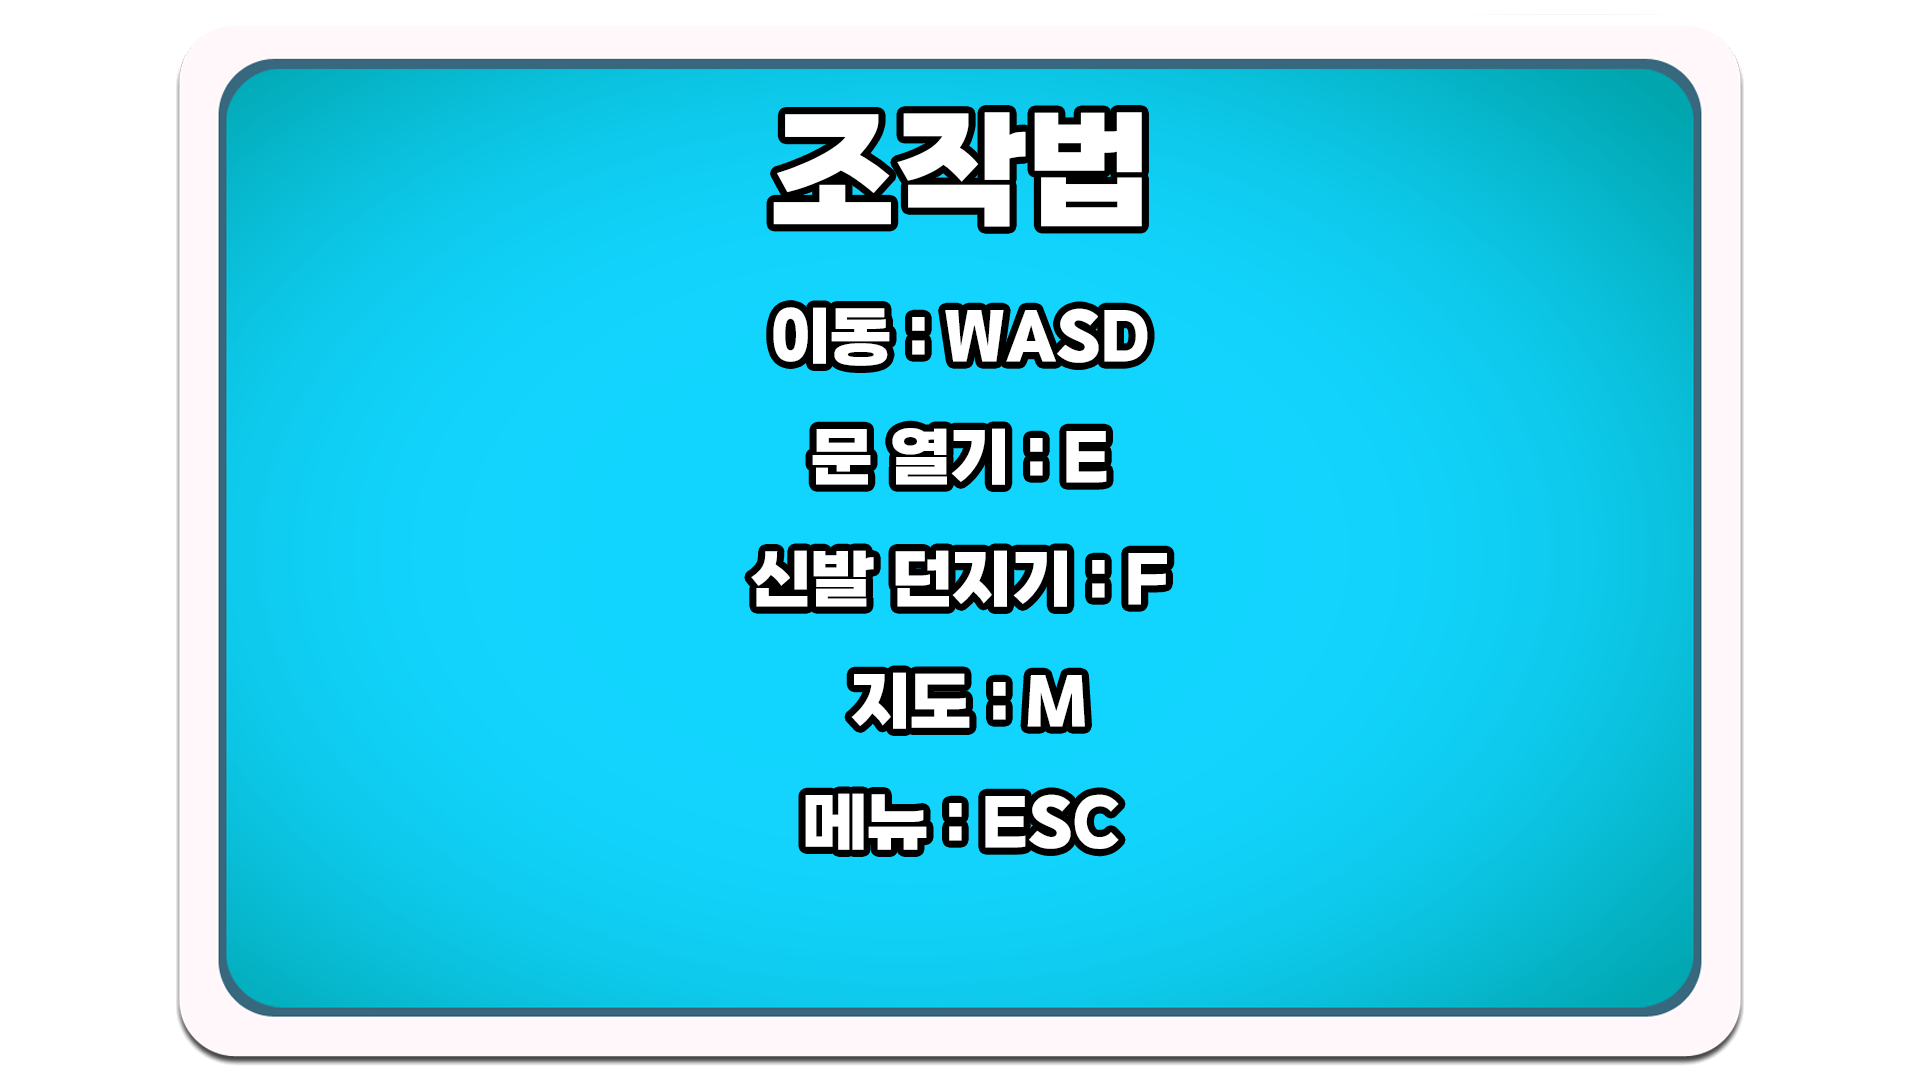 조작법
이동 : WASD
문 열기 : E
신발 던지기 : F
지도 : M
메뉴 : ESC